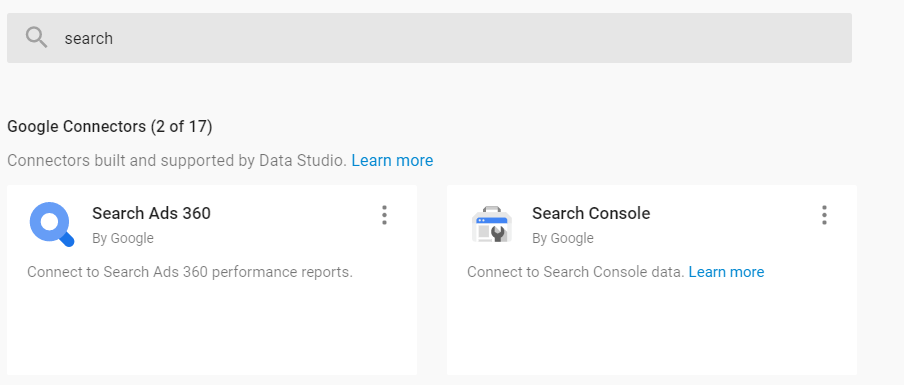 search
Google Connectors (2 of 17)
Connectors built and supported by Data Studio. Learn more
Search Ads 360
By Google
Connect to Search Ads 360 performance reports.
Search Console
By Google
Connect to Search Console data. Learn more